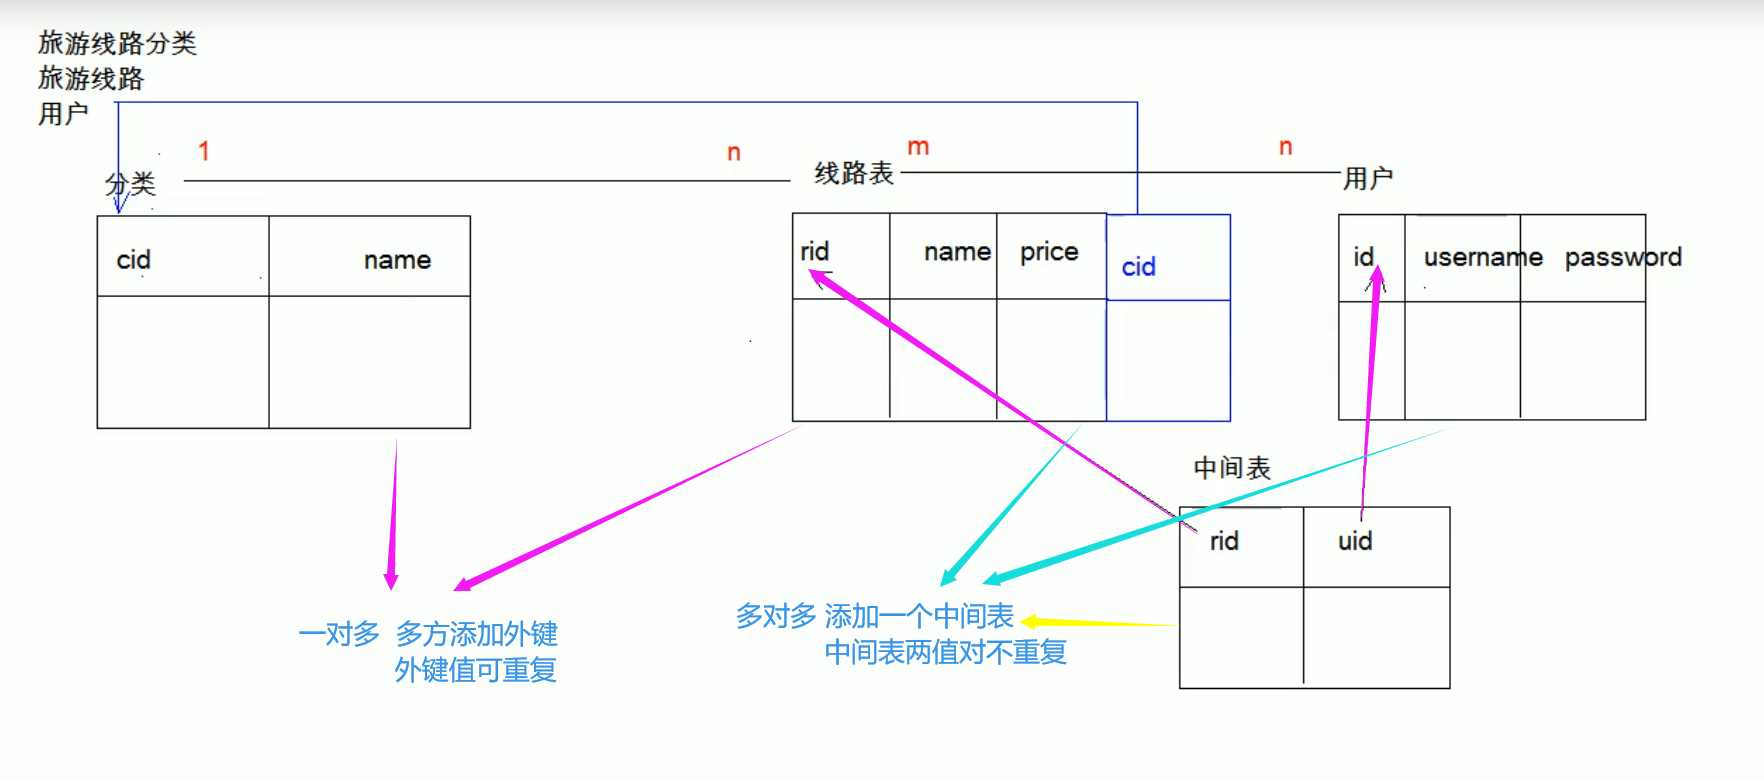 旅游线路分类
旅游线路
用户
1
n
m
n
分类
线路表
用户
cid name
rid name price cid
id username password
中间表
rid uid
一对多 多方添加外键
外键值可重复
多对多 添加一个中间表
中间表两值对不重复